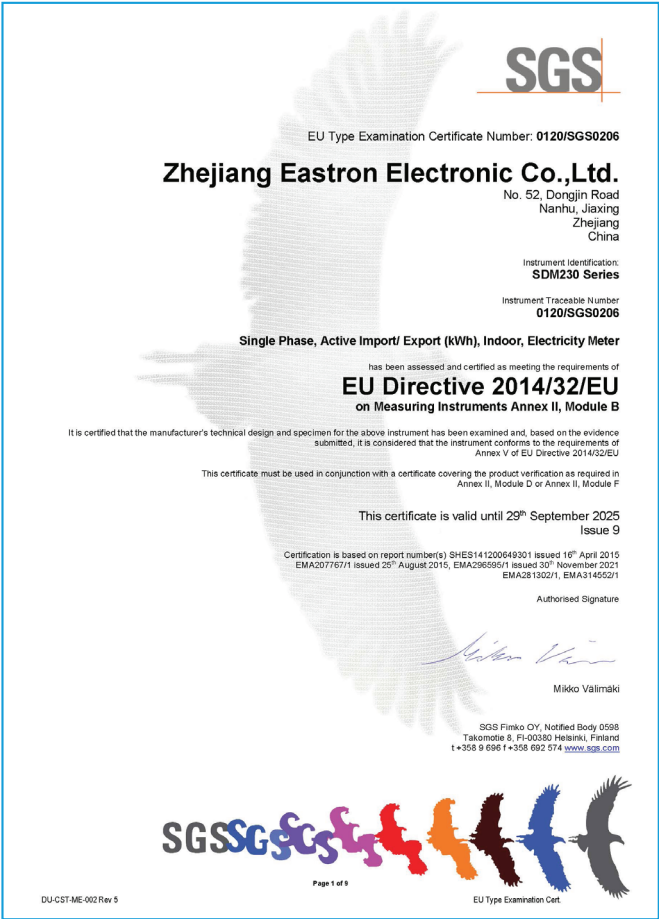 SGS
EU Type Examination Certificate Number: 0120/SGS0206
Zhejiang Eastron Electronic Co.,Ltd.
No. 52, Dongjin Road
Nanhu, Jiaxing
Zhejiang
China
Instrument Identification:
SDM230 Series
Instrument Traceable Number
0120/SGS0206
Single Phase, Active Import/ Export (kWh), Indoor, Electricity Meter
has been assessed and certified as meeting the requirements of
EU Directive 2014/32/EU
on Measuring Instruments Annex II, Module B
It is certified that the manufacturer's technical design and specimen for the above instrument has been examined and, based on the evidence
submitted, it is considered that the instrument conforms to the requirements of
Annex V of EU Directive 2014/32/EU
This certificate must be used in conjunction with a certificate covering the product verification as required in
Annex II, Module D or Annex II, Module F
This certificate is valid until 29th September 2025
Issue 9
Certification is based on report number(s) SHES141200649301 issued 16th April 2015
EMA207767/1 issued 25th August 2015, EMA296595/1 issued 30th November 2021
EMA281302/1, EMA314552/1
Authorised Signature
Mikko Välimäki
SGS Fimko OY, Notified Body 0598
Takomotie 8, FI-00380 Helsinki, Finland
t +358 9 696 f +358 692 574 www.sgs.com
SGSSGSSGSSGS
Page 1 of 9
DU-CST-ME-002 Rev 5
EU Type Examination Cert.